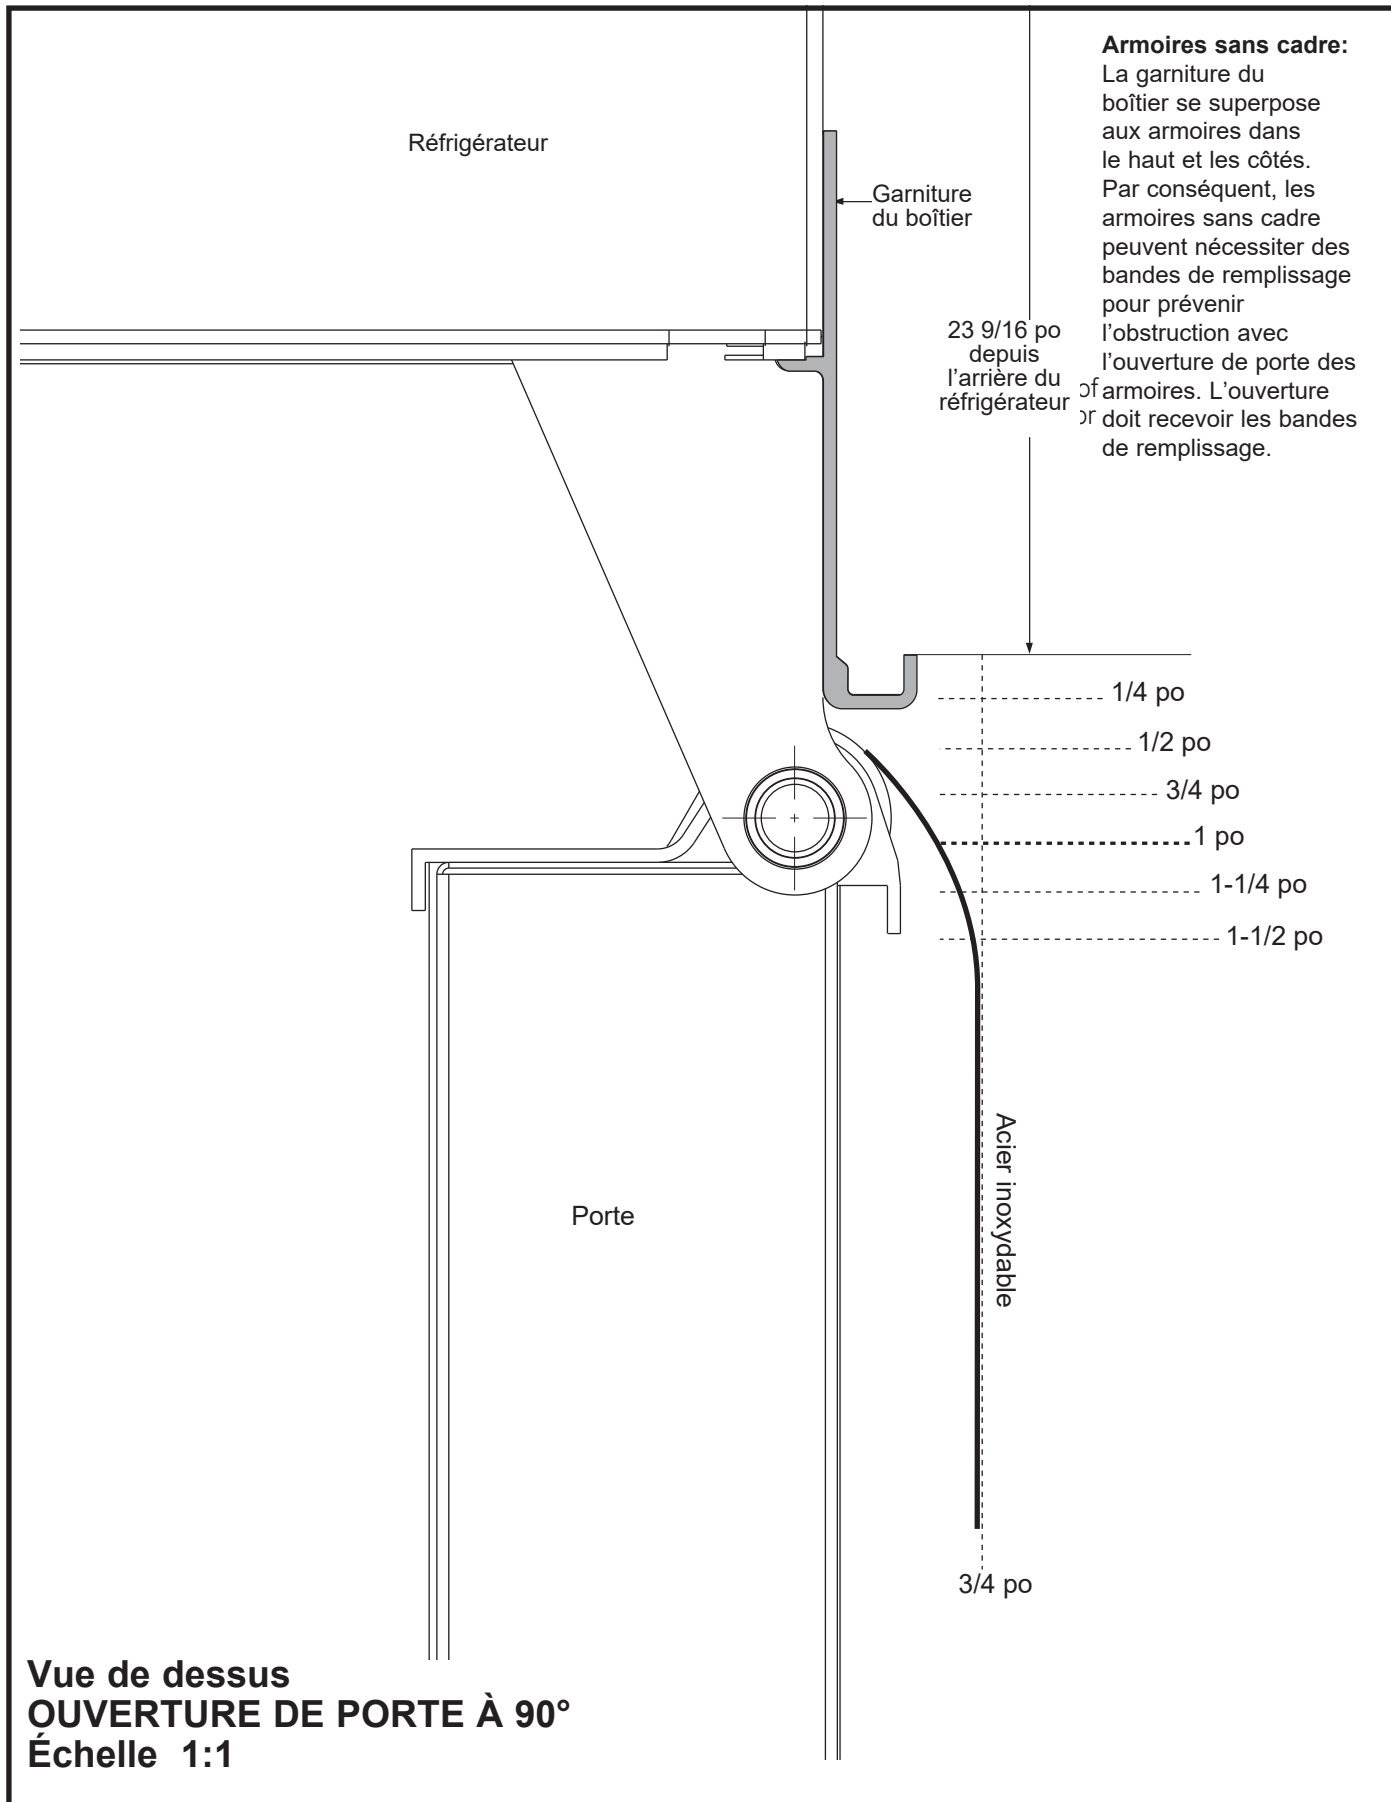 Armoires sans cadre:
La garniture du
boîtier se superpose
aux armoires dans
le haut et les côtés.
Par conséquent, les
armoires sans cadre
peuvent nécessiter des
bandes de remplissage
pour prévenir
l’obstruction avec
l’ouverture de porte des
armoires. L’ouverture
doit recevoir les bandes
de remplissage.
Réfrigérateur
Garniture
du boîtier
23 9/16 po
depuis
l’arrière du
réfrigérateur
of
or
1/4 po
1/2 po
3/4 po
1 po
1-1/4 po
1-1/2 po
Acier inoxydable
Porte
3/4 po
Vue de dessus
OUVERTURE DE PORTE À 90°
Échelle 1:1